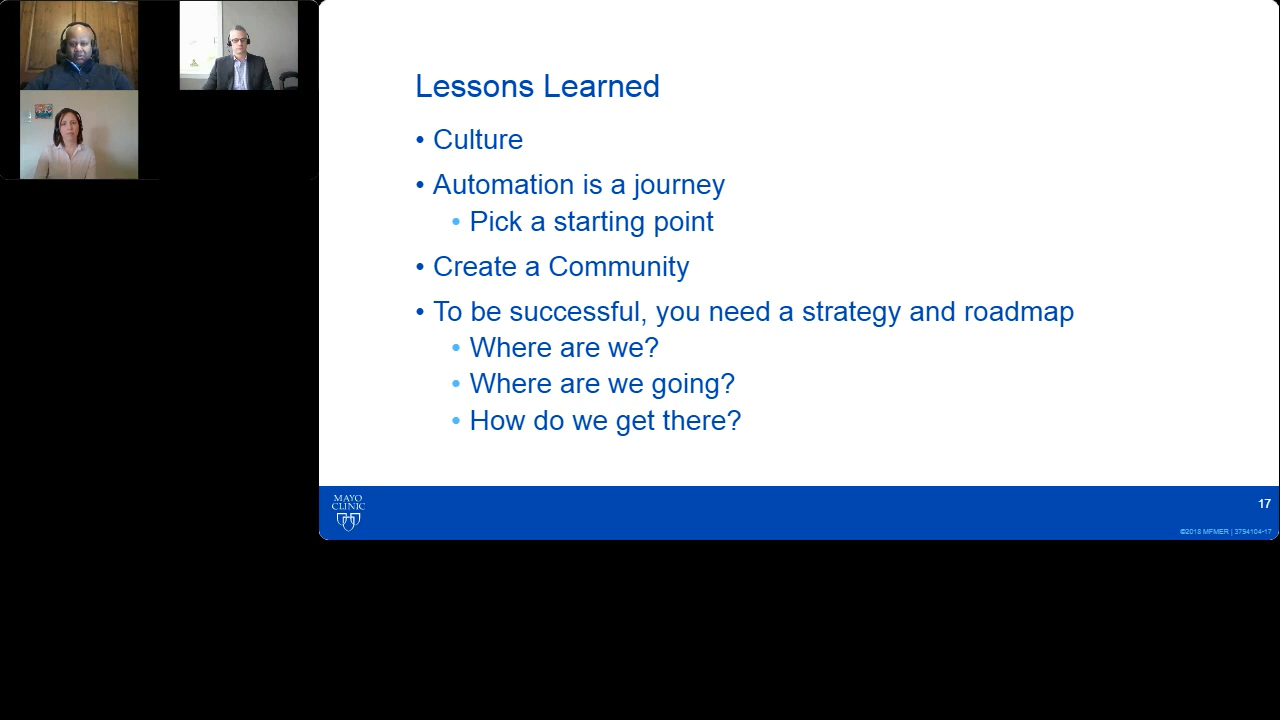 Lessons Learned
• Culture
• Automation is a journey
• Pick a starting point
• Create a Community
• To be successful, you need a strategy and roadmap
• Where are we?
• Where are we going?
• How do we get there?
MAYO
CLINIC
17
©2018 MFMER | 3794104-17